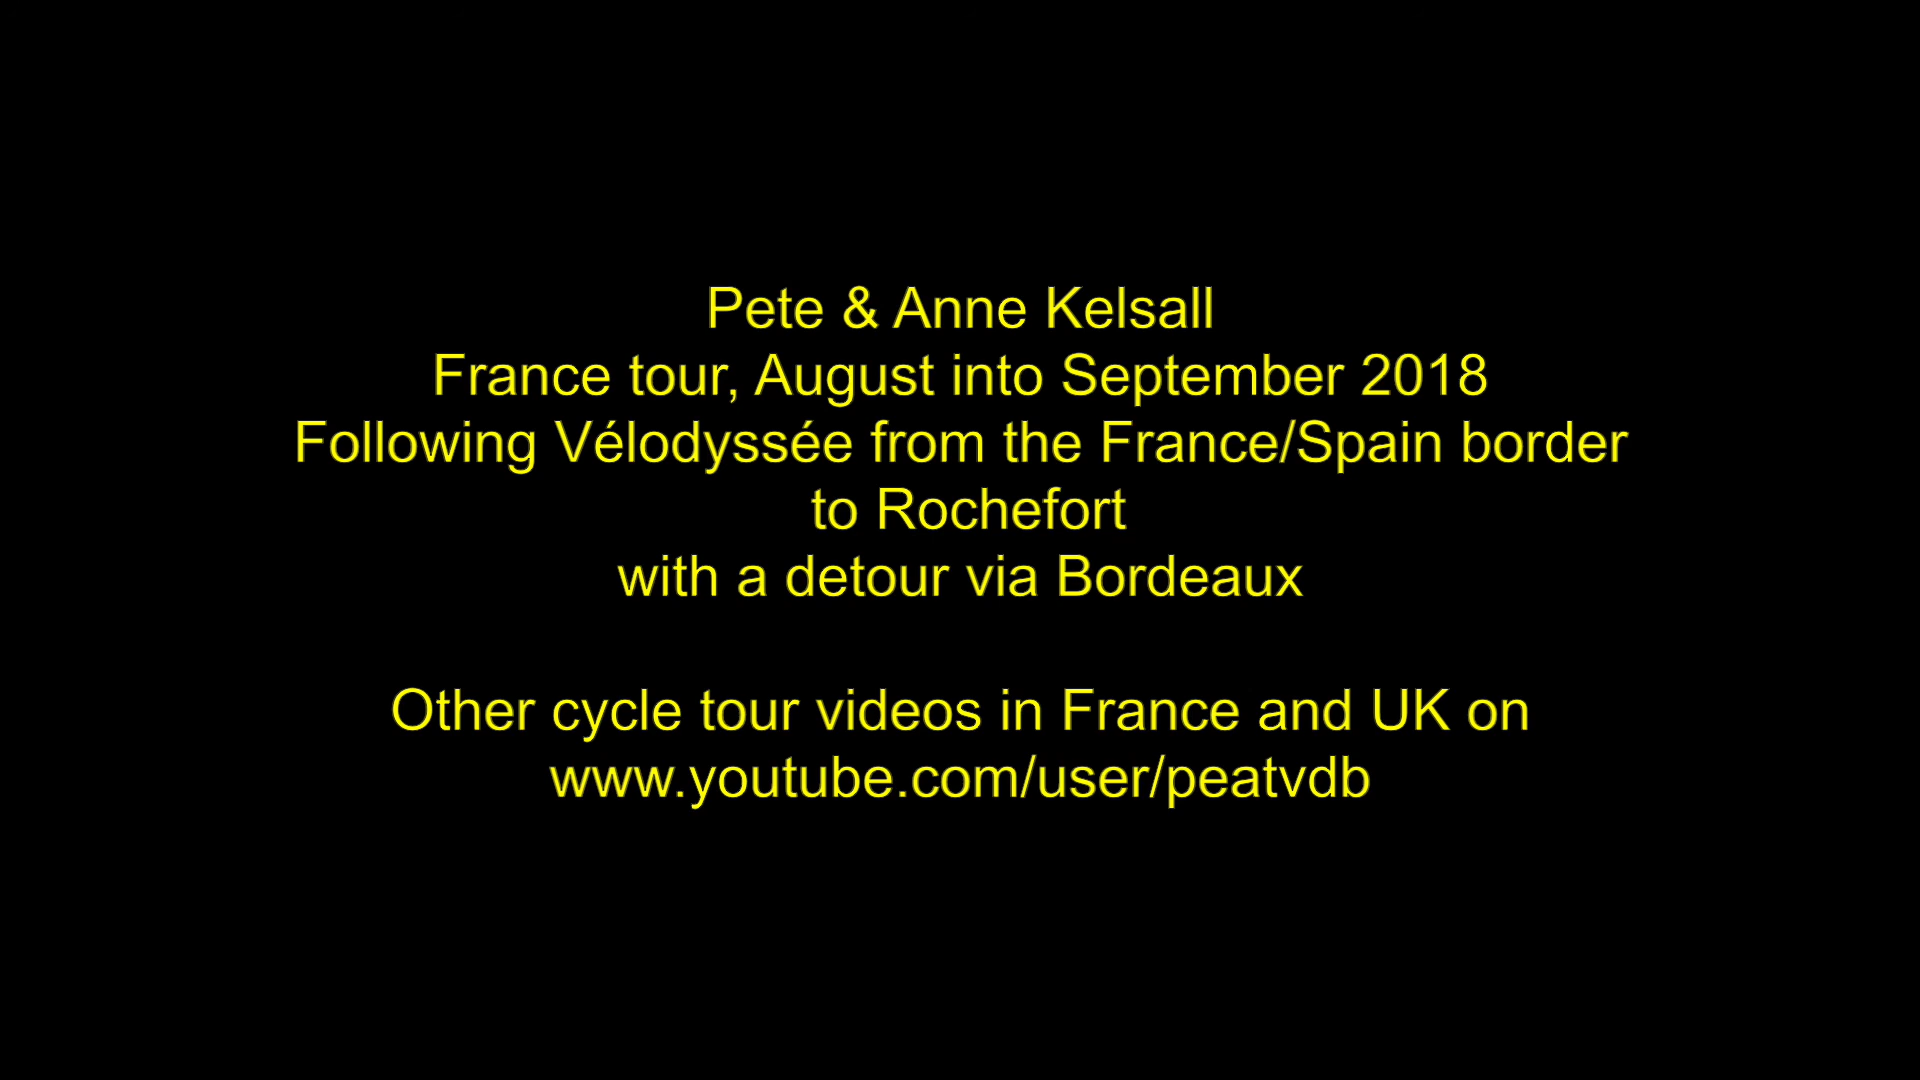 Pete & Anne Kelsall
France tour, August into September 2018
Following Vélodyssée from the France/Spain border
to Rochefort
with a detour via Bordeaux
Other cycle tour videos in France and UK on
www.youtube.com/user/peatvdb